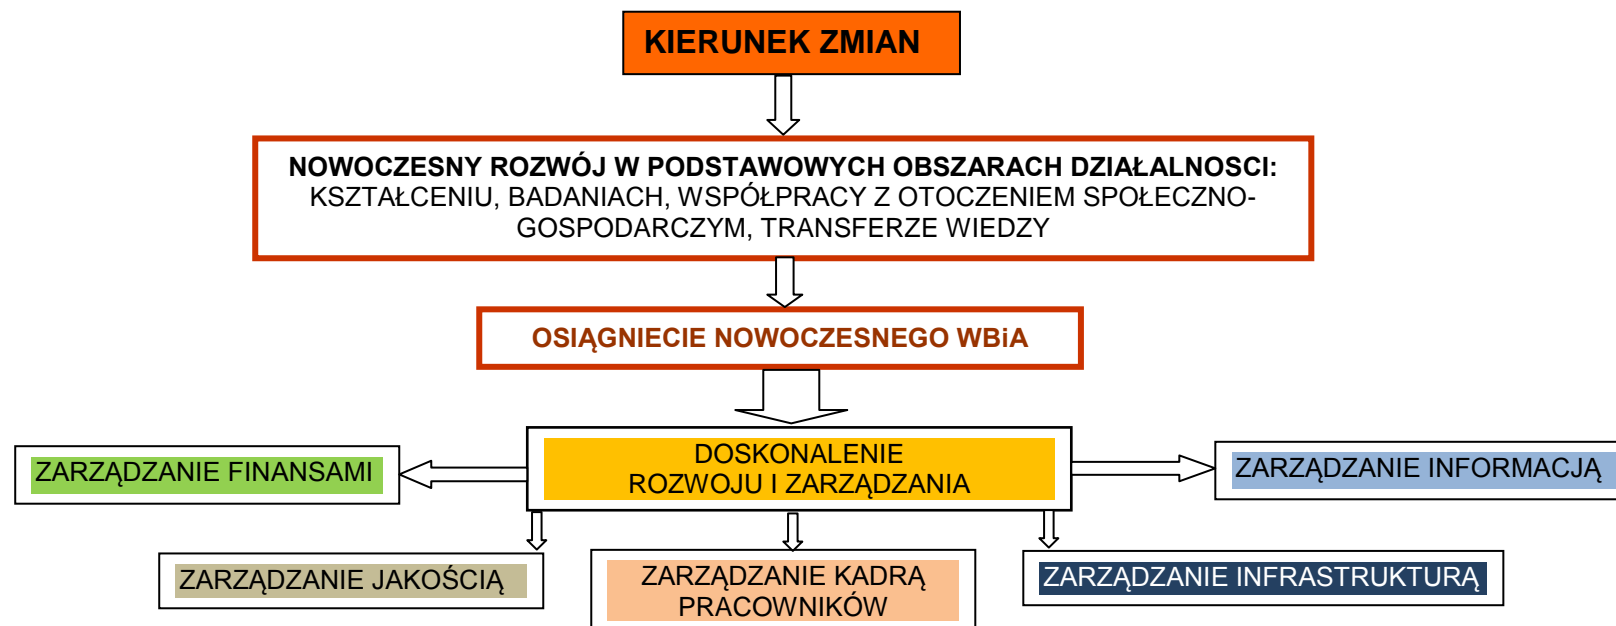 KIERUNEK ZMIAN
NOWOCZESNY ROZWÓJ W PODSTAWOWYCH OBSZARACH DZIAŁALNOSCI:
KSZTAŁCENIU, BADANIACH, WSPÓŁPRACY Z OTOCZENIEM SPOŁECZNO-
GOSPODARCZYM, TRANSFERZE WIEDZY
OSIĄGNIECIE NOWOCZESNEGO WBiA
DOSKONALENIE
ROZWOJU I ZARZĄDZANIA
ZARZĄDZANIE FINANSAMI
ZARZĄDZANIE INFORMACJĄ
ZARZĄDZANIE JAKOŚCIĄ
ZARZĄDZANIE KADRĄ
PRACOWNIKÓW
ZARZĄDZANIE INFRASTRUKTURĄ